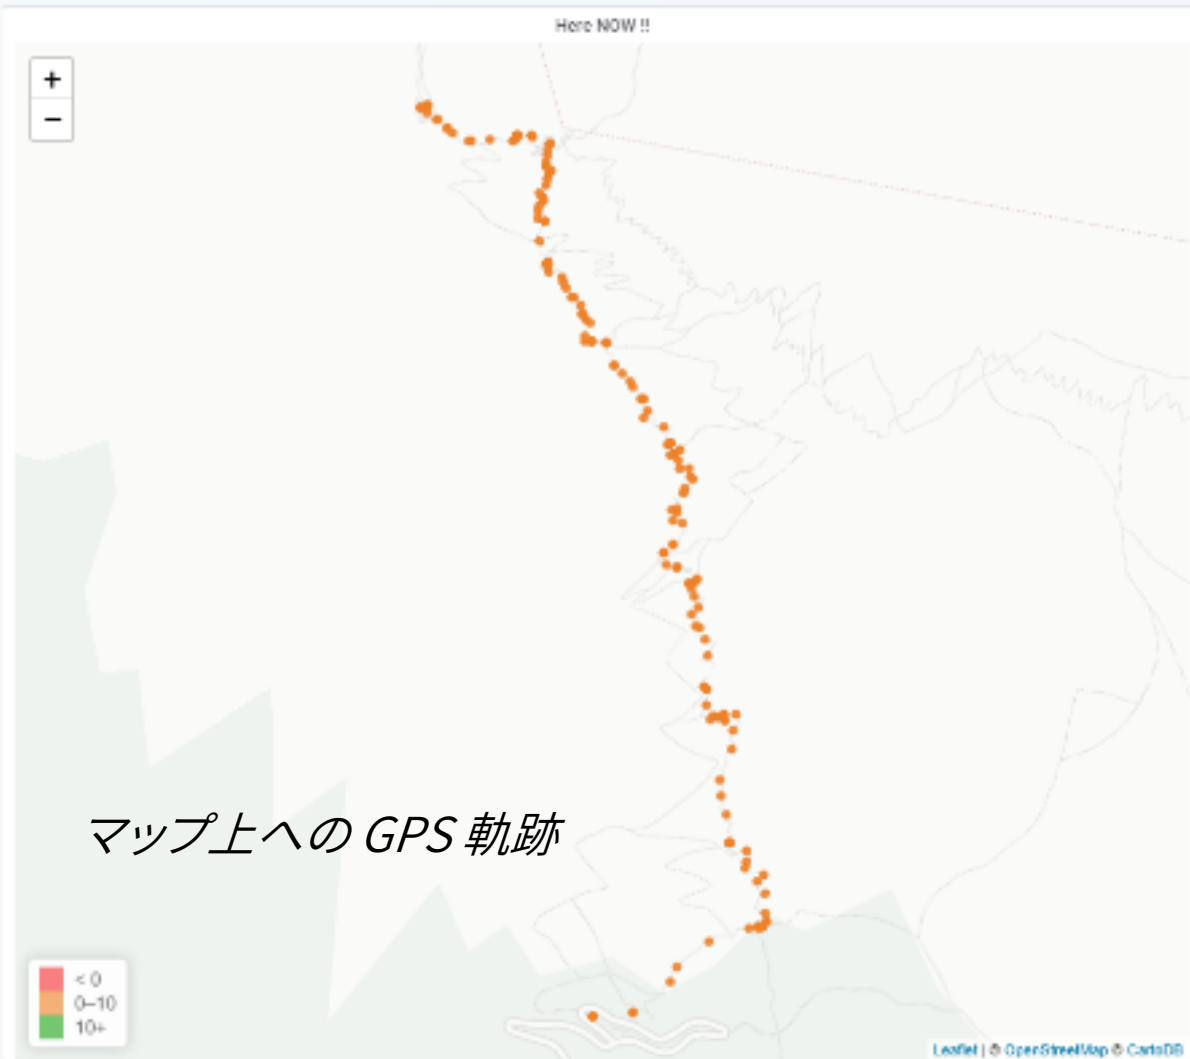 Here NOW !!
+
−
マップ上への GPS 軌跡
< 0
0–10
10+
Leaflet | © OpenStreetMap © CartoDB